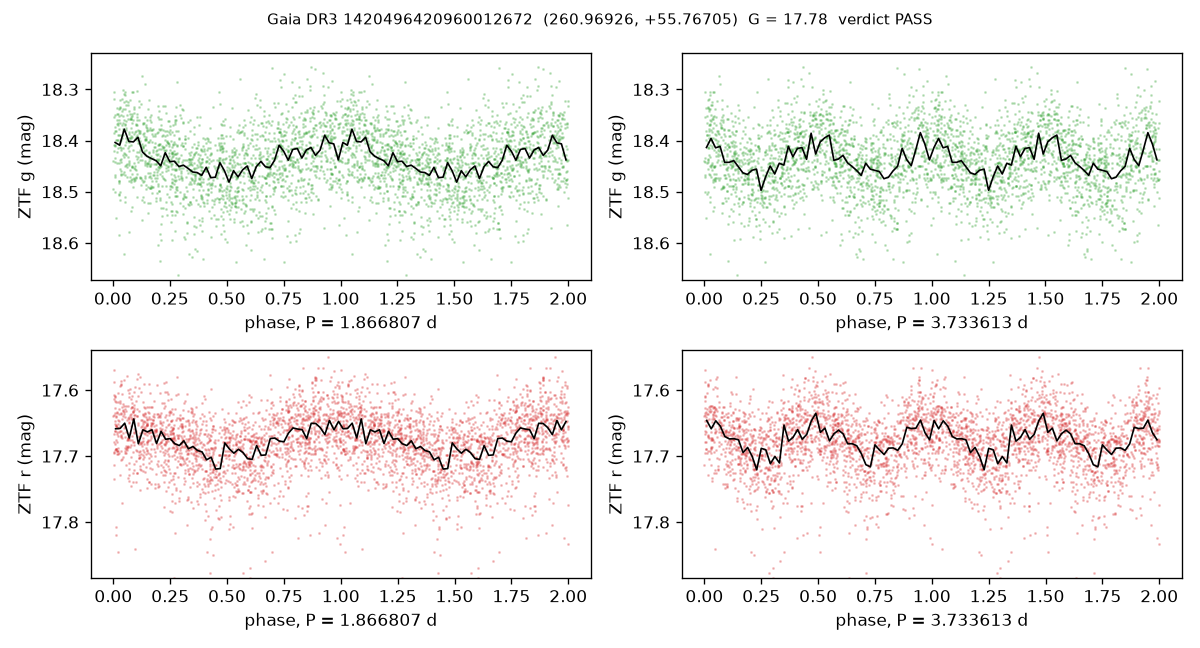 Gaia DR3 1420496420960012672 (260.96926, +55.76705) G = 17.78 verdict PASS
ZTF g (mag)
18.3
18.4
18.5
18.6
0.00 0.25 0.50 0.75 1.00 1.25 1.50 1.75 2.00
phase, P = 1.866807 d
ZTF g (mag)
18.3
18.4
18.5
18.6
0.00 0.25 0.50 0.75 1.00 1.25 1.50 1.75 2.00
phase, P = 3.733613 d
ZTF r (mag)
17.6
17.7
17.8
0.00 0.25 0.50 0.75 1.00 1.25 1.50 1.75 2.00
phase, P = 1.866807 d
ZTF r (mag)
17.6
17.7
17.8
0.00 0.25 0.50 0.75 1.00 1.25 1.50 1.75 2.00
phase, P = 3.733613 d